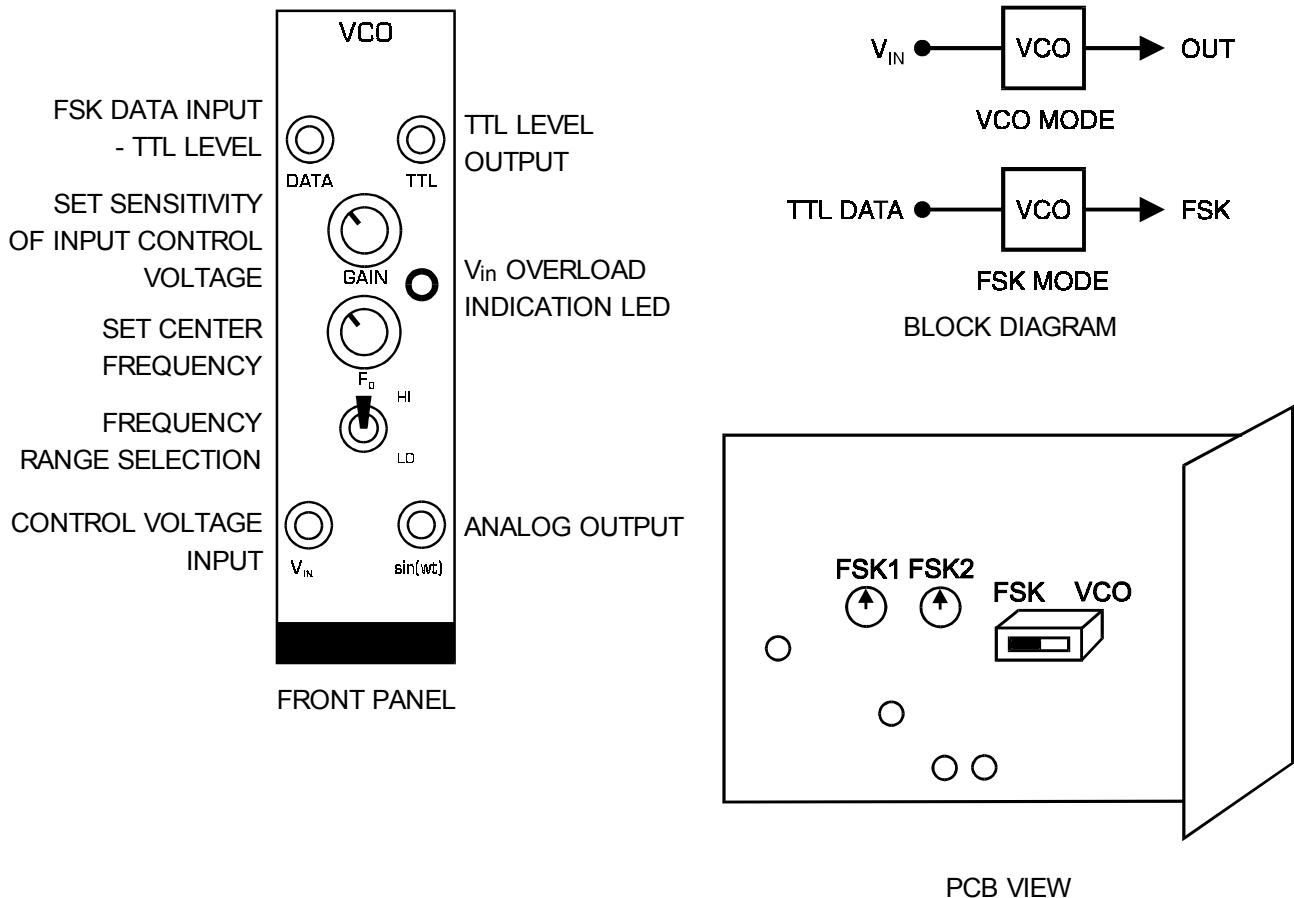 VCO
FSK DATA INPUT
- TTL LEVEL
DATA
TTL
TTL LEVEL
OUTPUT
SET SENSITIVITY
OF INPUT CONTROL
VOLTAGE
GAIN
Vin OVERLOAD
INDICATION LED
SET CENTER
FREQUENCY
F0
HI
FREQUENCY
RANGE SELECTION
LO
CONTROL VOLTAGE
INPUT
VIN
sin(wt)
ANALOG OUTPUT
FRONT PANEL
VIN VCO OUT
VCO MODE
TTL DATA VCO FSK
FSK MODE
BLOCK DIAGRAM
FSK1 FSK2
FSK VCO
PCB VIEW